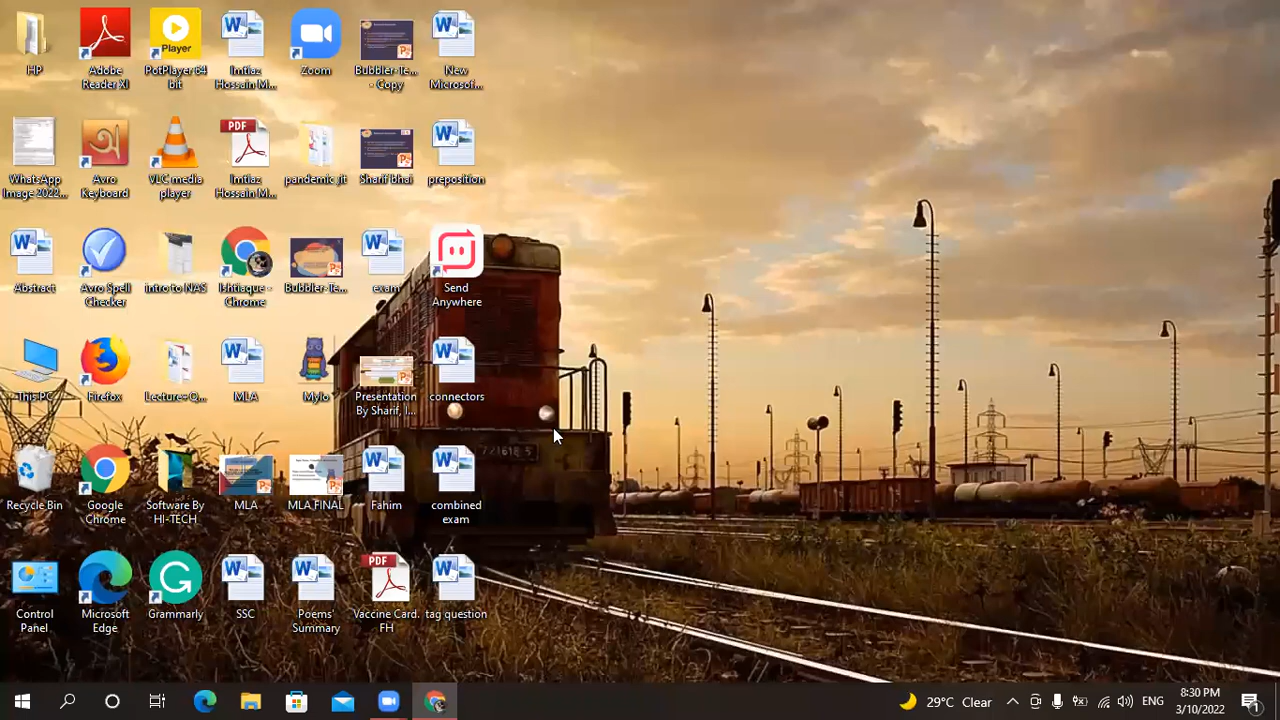 HP
Adobe
Reader XI
Player
PotPlayer 64
bit
Imtiaz
Hossain M...
Zoom
Bubbler-Te...
- Copy
New
Microsof...
WhatsApp
Image 2022...
Avro
Keyboard
VLC media
player
PDF
Imtiaz
Hossain M...
pandemic jit
Sharif bhai
preposition
Abstract
Avro Spell
Checker
intro to NAS
Ishtiaque -
Chrome
Bubbler-Te...
exam
Send
Anywhere
This PC
Firefox
Lecture-Q...
MLA
Mylo
Presentation
By Sharif, I...
connectors
Recycle Bin
Google
Chrome
Software By
HI-TECH
MLA
MLA FINAL
Fahim
combined
exam
Control
Panel
Microsoft
Edge
Grammarly
SSC
Poems'
Summary
PDF
Vaccine Card.
FH
tag question
29°C Clear
ENG
8:30 PM
3/10/2022
1